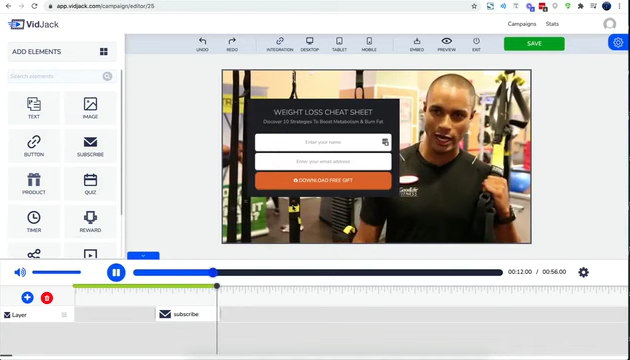 app.vidjack.com/campaign/editor/25
VidJack
Campaigns
Stats
ADD ELEMENTS
Search elements
TEXT
IMAGE
BUTTON
SUBSCRIBE
PRODUCT
QUIZ
TIMER
REWARD
UNDO
REDO
INTEGRATION
DESKTOP
TABLET
MOBILE
EMBED
PREVIEW
EXIT
SAVE
WEIGHT LOSS CHEAT SHEET
Discover 10 Strategies To Boost Metabolism & Burn Fat
Enter your name
Enter your email address
DOWNLOAD FREE GIFT
GoodLife
00:12.00 / 00:56.00
Layer
subscribe